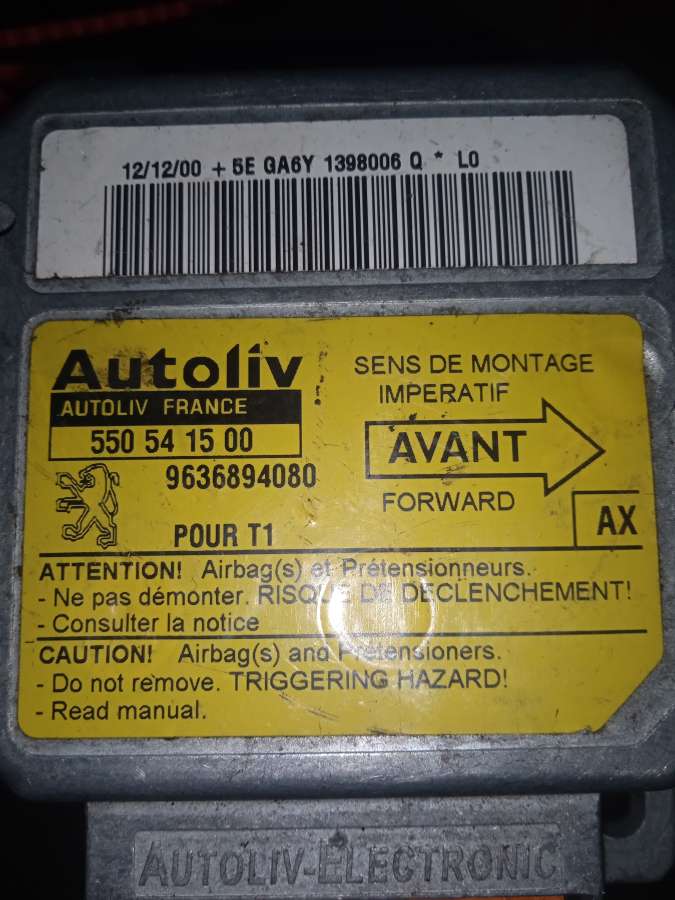 12/12/00 + 5E GA6Y 1398006 Q * L0
Autoliv
AUTOLIV FRANCE
550 54 15 00
9636894080
POUR T1
SENS DE MONTAGE
IMPERATIF
AVANT
FORWARD
AX
ATTENTION! Airbag(s) et Prétensionneurs.
- Ne pas démonter. RISQUE DE DECLENCHEMENT!
- Consulter la notice
CAUTION! Airbag(s) and Pretensioners.
- Do not remove. TRIGGERING HAZARD!
- Read manual.
AUTOLIV-ELECTRONIC